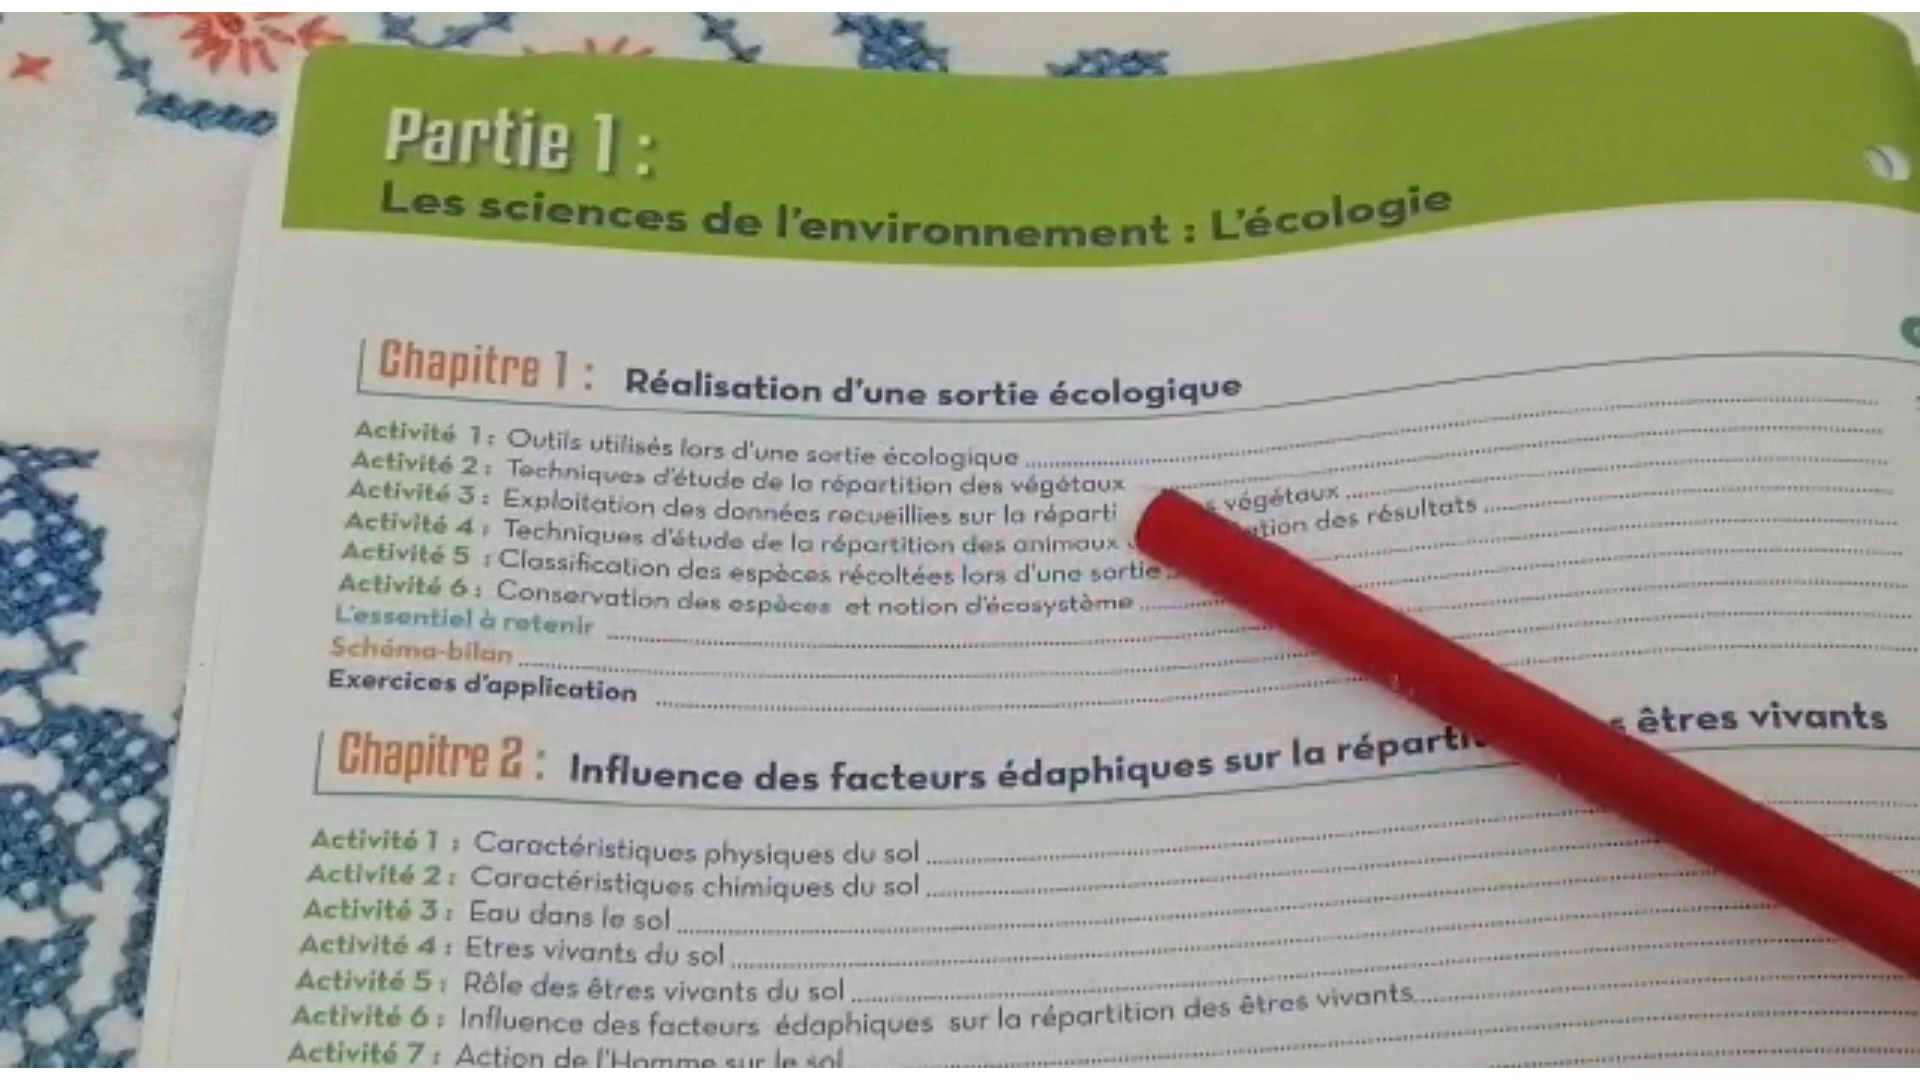 Partie 1 :
Les sciences de l'environnement : L'écologie
Chapitre 1 : Réalisation d'une sortie écologique
Activité 1 : Outils utilisés lors d'une sortie écologique
Activité 2 : Techniques d'étude de la répartition des végétaux
Activité 3 : Exploitation des données recueillies sur la réparti végétaux
Activité 4 : Techniques d'étude de la répartition des animaux des résultats
Activité 5 : Classification des espèces récoltées lors d'une sortie
Activité 6 : Conservation des espèces et notion d'écosystème
L'essentiel à retenir
Schéma-bilan
Exercices d'application
Chapitre 2 : Influence des facteurs édaphiques sur la réparti êtres vivants
Activité 1 : Caractéristiques physiques du sol
Activité 2 : Caractéristiques chimiques du sol
Activité 3 : Eau dans le sol
Activité 4 : Etres vivants du sol
Activité 5 : Rôle des êtres vivants du sol
Activité 6 : Influence des facteurs édaphiques sur la répartition des êtres vivants
Activité 7 : Action de l'Homme sur le sol